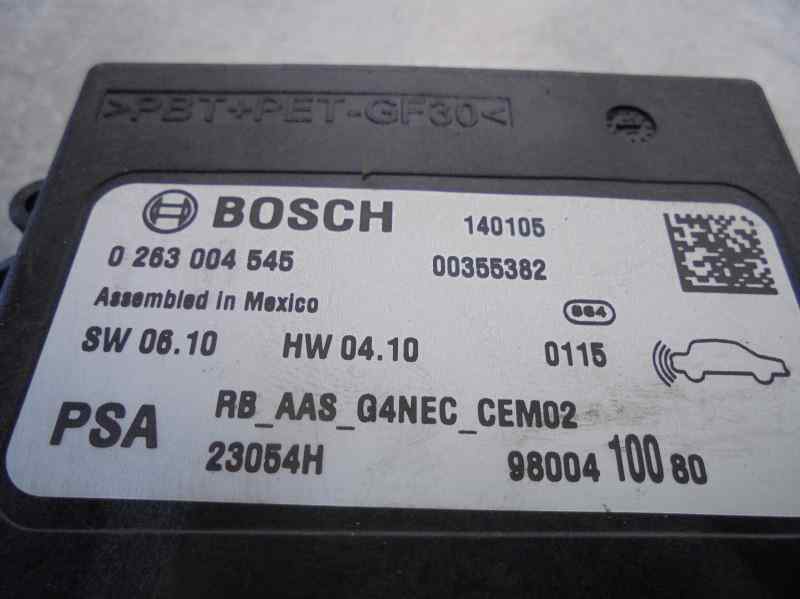 >PBT+PET-GF30<
BOSCH 140105
0 263 004 545 00355382
Assembled in Mexico 864
SW 06.10 HW 04.10 0115
PSA RB_AAS_G4NEC_CEM02
23054H 98004 100 80